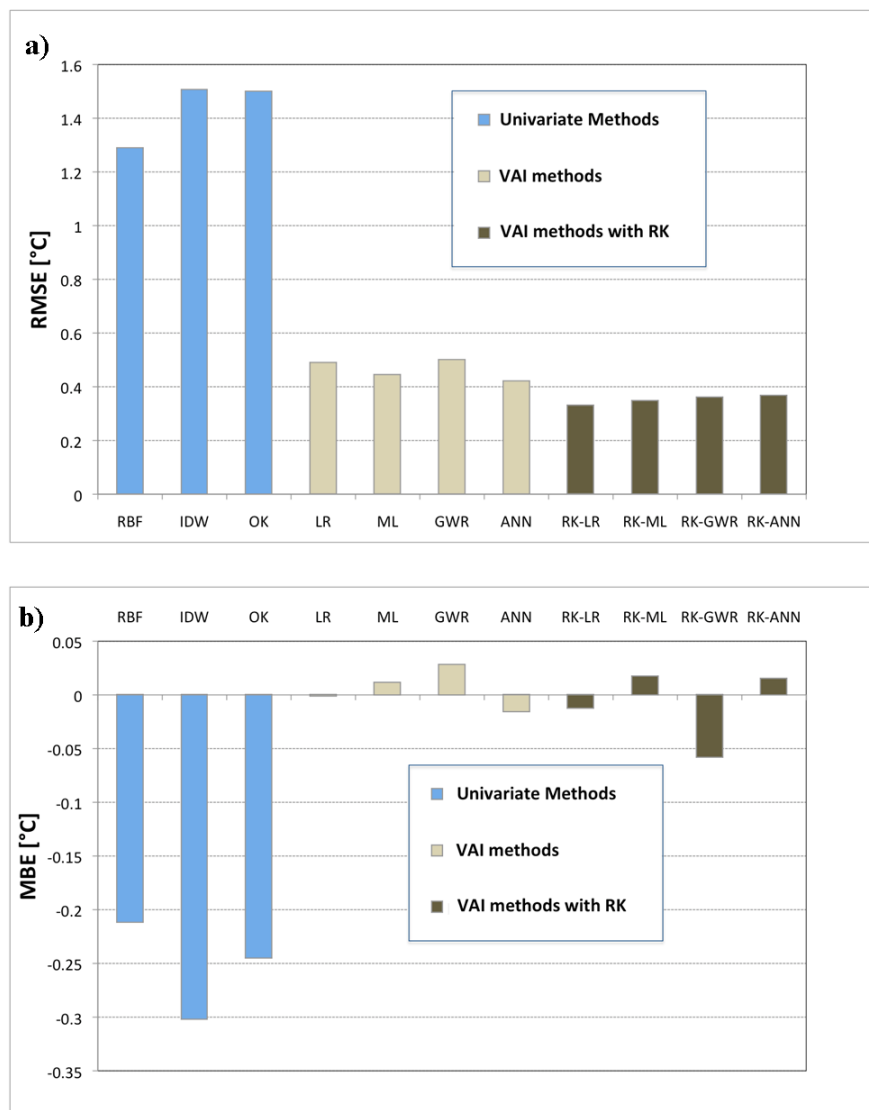 a)
1.6
1.4
1.2
1
0.8
0.6
0.4
0.2
0
RMSE [°C]
Univariate Methods
VAI methods
VAI methods with RK
RBF IDW OK LR ML GWR ANN RK-LR RK-ML RK-GWR RK-ANN
b)
RBF IDW OK LR ML GWR ANN RK-LR RK-ML RK-GWR RK-ANN
0.05
0
-0.05
-0.1
-0.15
-0.2
-0.25
-0.3
-0.35
MBE [°C]
Univariate Methods
VAI methods
VAI methods with RK